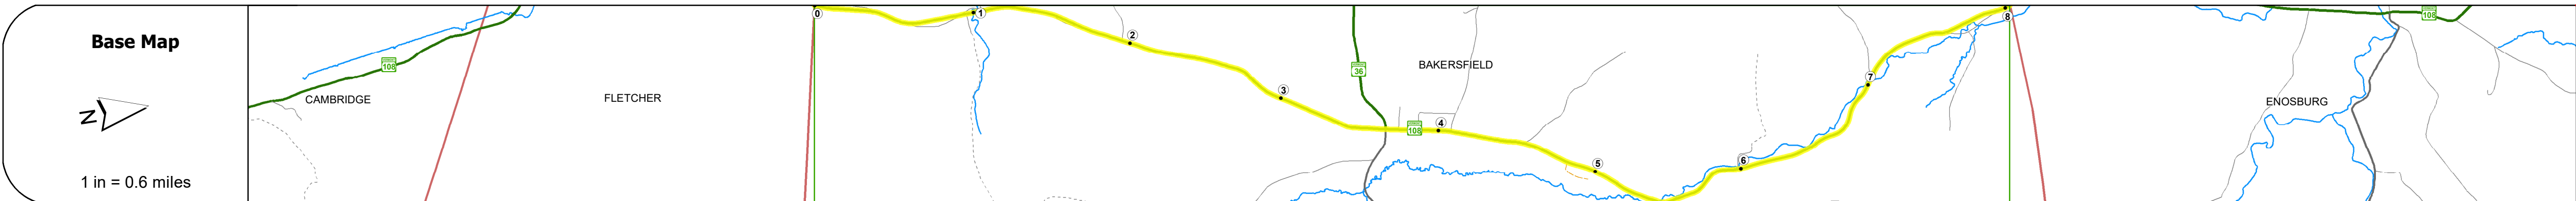 Base Map
N
1 in = 0.6 miles
108
CAMBRIDGE
FLETCHER
0
1
2
3
36
BAKERSFIELD
108
4
5
6
7
8
108
ENOSBURG